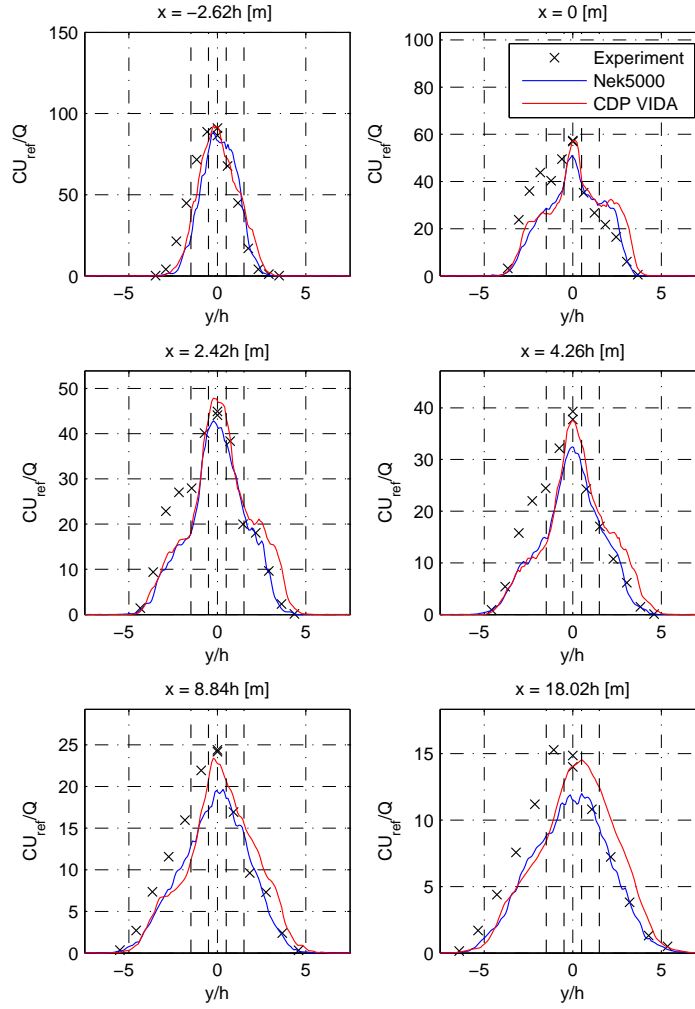 x = −2.62h [m]
x = 0 [m]
150
100
50
0
CU_ref/Q
−5
0
5
y/h
100
80
60
40
20
0
CU_ref/Q
Experiment
Nek5000
CDP VIDA
−5
0
5
y/h
x = 2.42h [m]
x = 4.26h [m]
50
40
30
20
10
0
CU_ref/Q
−5
0
5
y/h
40
30
20
10
0
CU_ref/Q
−5
0
5
y/h
x = 8.84h [m]
x = 18.02h [m]
25
20
15
10
5
0
CU_ref/Q
−5
0
5
y/h
15
10
5
0
CU_ref/Q
−5
0
5
y/h